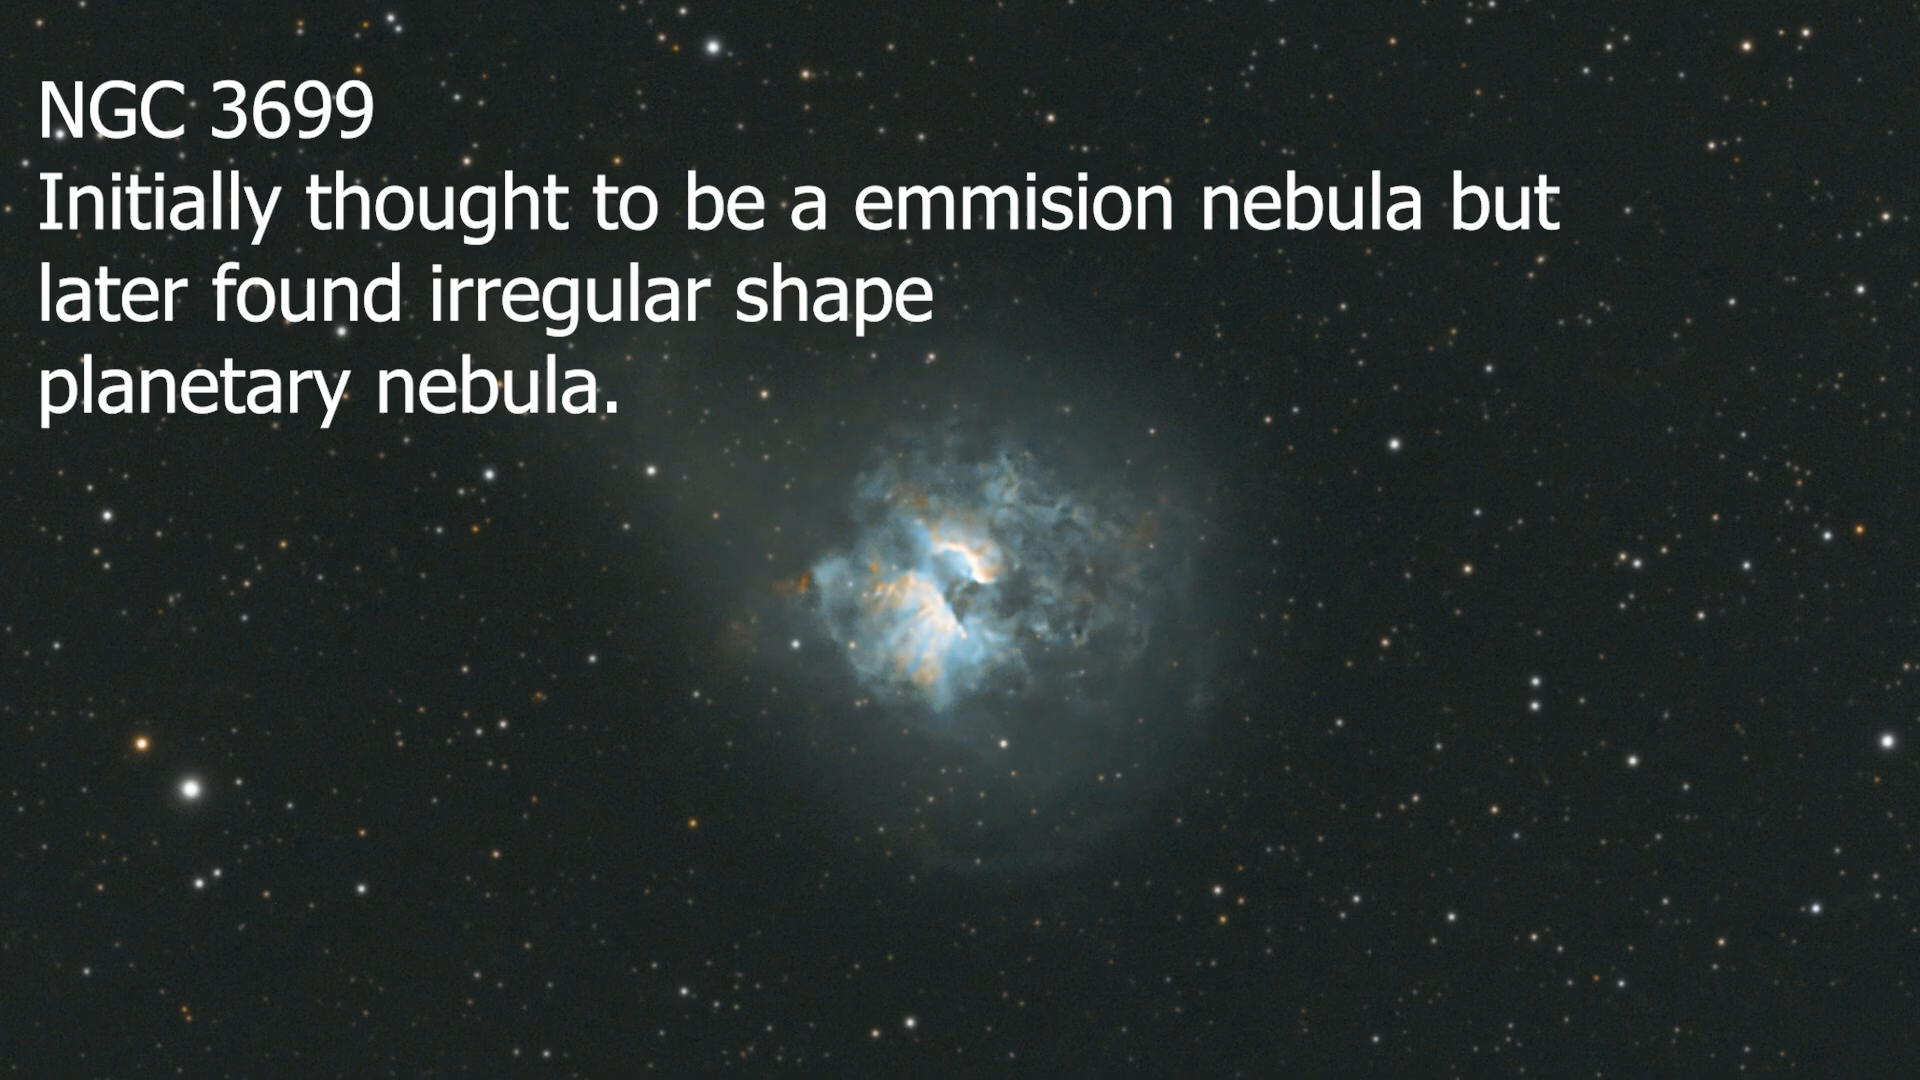 NGC 3699
Initially thought to be a emmision nebula but
later found irregular shape
planetary nebula.